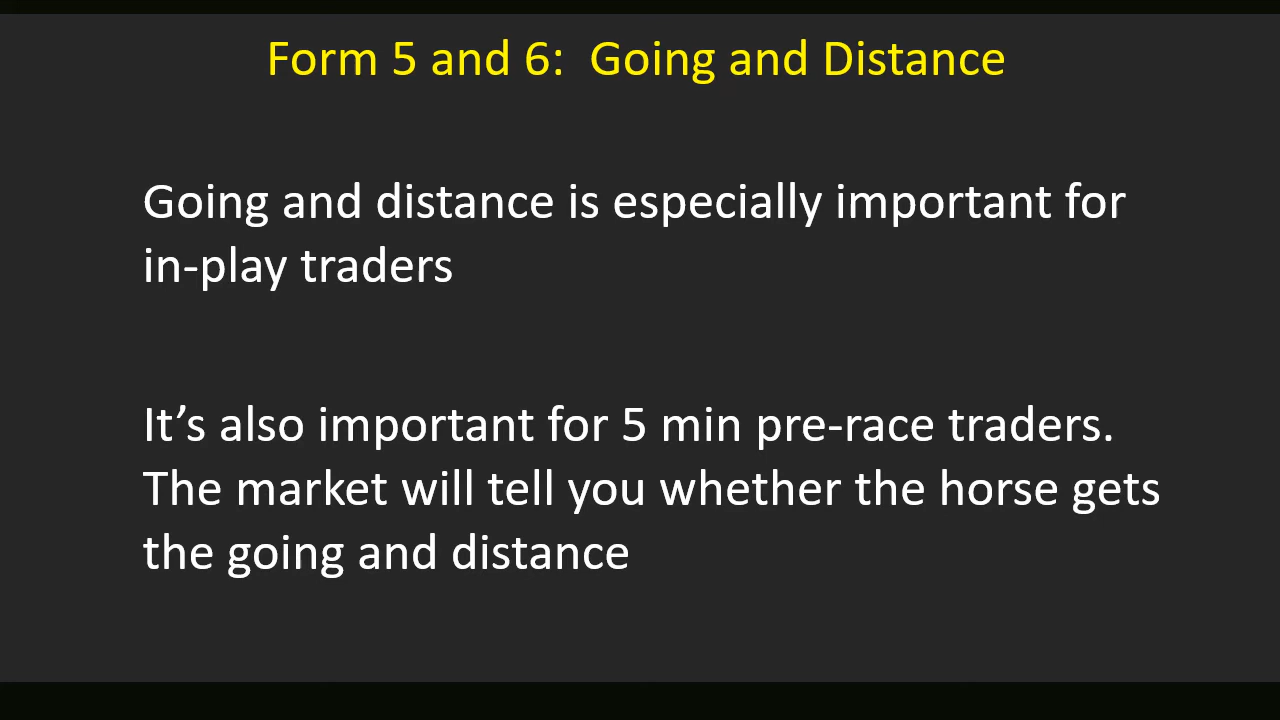 Form 5 and 6:  Going and Distance
Going and distance is especially important for
in-play traders
It’s also important for 5 min pre-race traders.
The market will tell you whether the horse gets
the going and distance